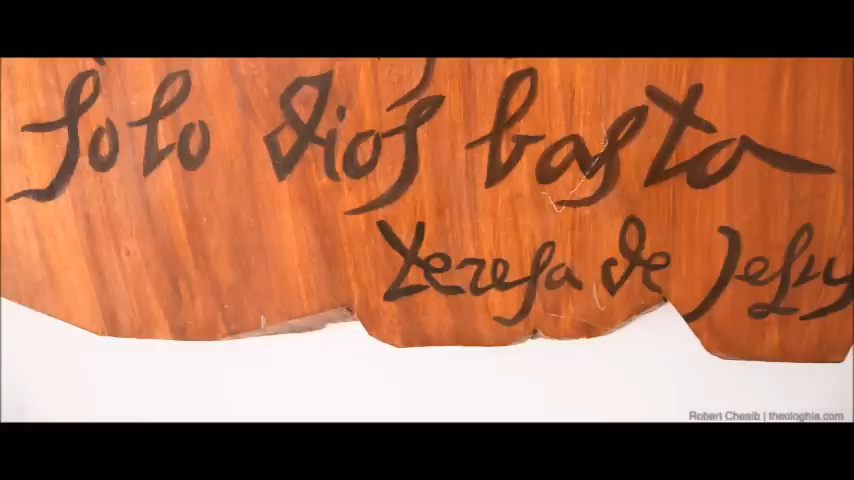 solo dios basta
teresa de Jesus
Robert Cheaib | theologhia.com